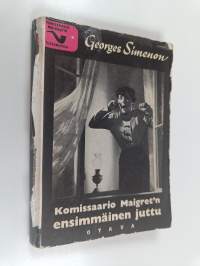 Georges Simenon
Komissaario Maigret'n
ensimmäinen juttu
OTAVA